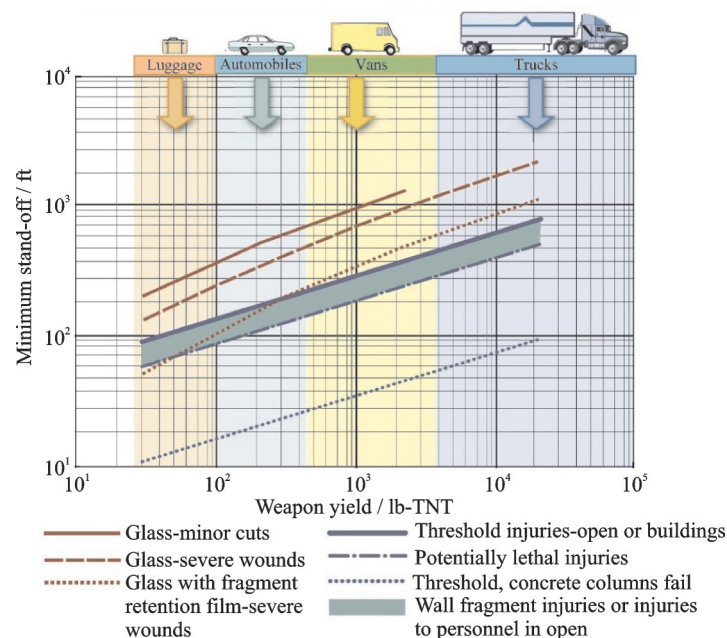 Luggage
Automobiles
Vans
Trucks
10⁴
10³
10²
10¹
Minimum stand-off / ft
10¹
10²
10³
10⁴
10⁵
Weapon yield / lb-TNT
Glass-minor cuts
Glass-severe wounds
Glass with fragment
retention film-severe
wounds
Threshold injuries-open or buildings
Potentially lethal injuries
Threshold, concrete columns fail
Wall fragment injuries or injuries
to personnel in open